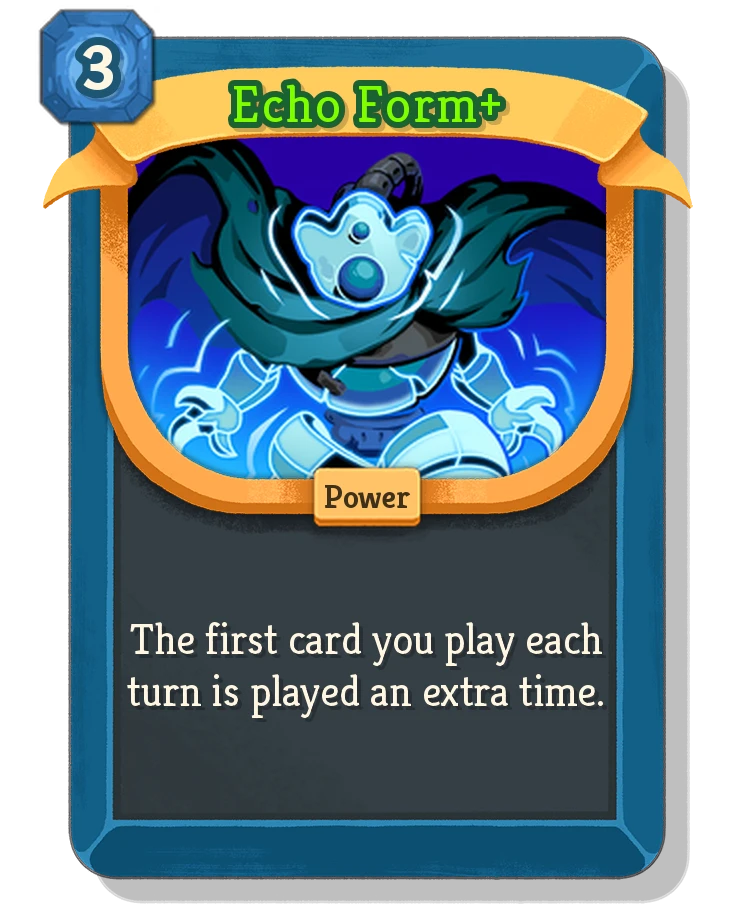 3
Echo Form+
Power
The first card you play each
turn is played an extra time.